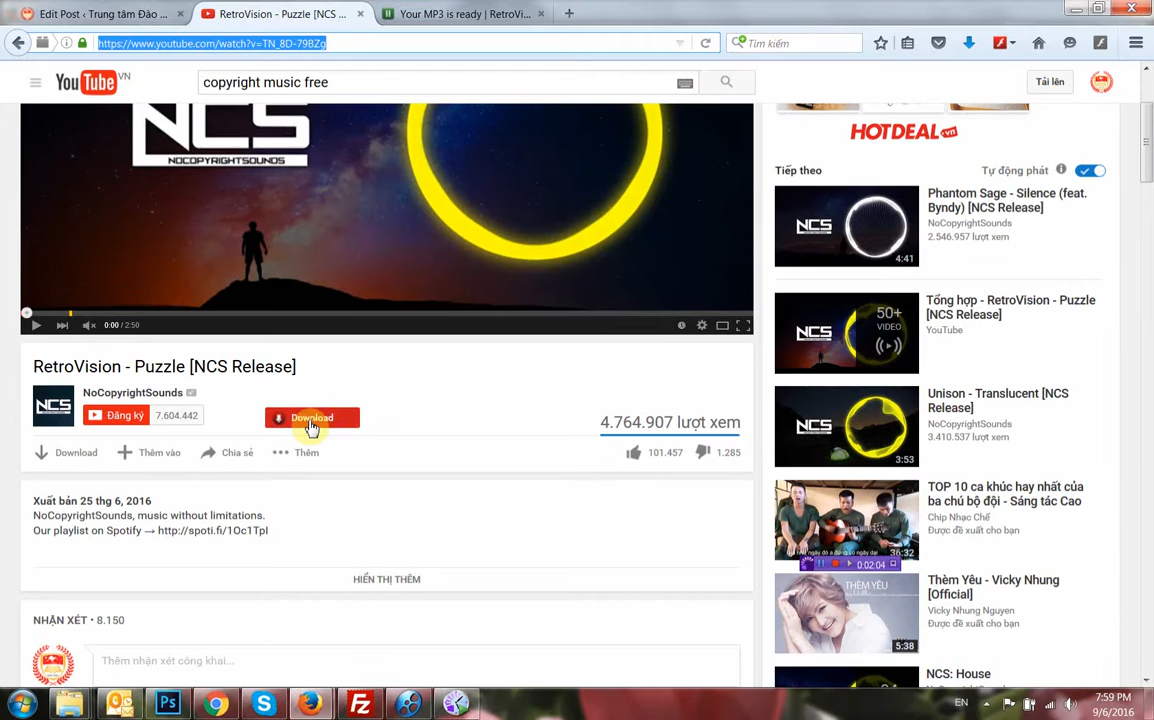 Edit Post ‹ Trung tâm Đào ...
RetroVision - Puzzle [NCS ...
Your MP3 is ready | RetroVi...
https://www.youtube.com/watch?v=TN_8D-79BZg
Tìm kiếm
YouTube VN
copyright music free
Tải lên
NCS
NOCOPYRIGHTSOUNDS
0:00 / 2:50
RetroVision - Puzzle [NCS Release]
NCS
NoCopyrightSounds
Đăng ký 7.604.442
Download
4.764.907 lượt xem
Download
Thêm vào
Chia sẻ
Thêm
101.457
1.285
Xuất bản 25 thg 6, 2016
NoCopyrightSounds, music without limitations.
Our playlist on Spotify → http://spoti.fi/1Oc1TpI
HIỂN THỊ THÊM
NHẬN XÉT • 8.150
Thêm nhận xét công khai...
HOTDEAL.vn
Tiếp theo
Tự động phát
NCS
4:41
Phantom Sage - Silence (feat.
Byndy) [NCS Release]
NoCopyrightSounds
2.546.957 lượt xem
NCS
50+
VIDEO
Tổng hợp - RetroVision - Puzzle
[NCS Release]
YouTube
NCS
3:53
Unison - Translucent [NCS
Release]
NoCopyrightSounds
3.410.537 lượt xem
36:32
TOP 10 ca khúc hay nhất của
ba chú bộ đội - Sáng tác Cao
Chip Nhạc Chế
Được đề xuất cho bạn
0:02:04
THÈM YÊU
5:38
Thèm Yêu - Vicky Nhung
[Official]
Vicky Nhung Nguyen
Được đề xuất cho bạn
NCS: House
EN
7:59 PM
9/6/2016